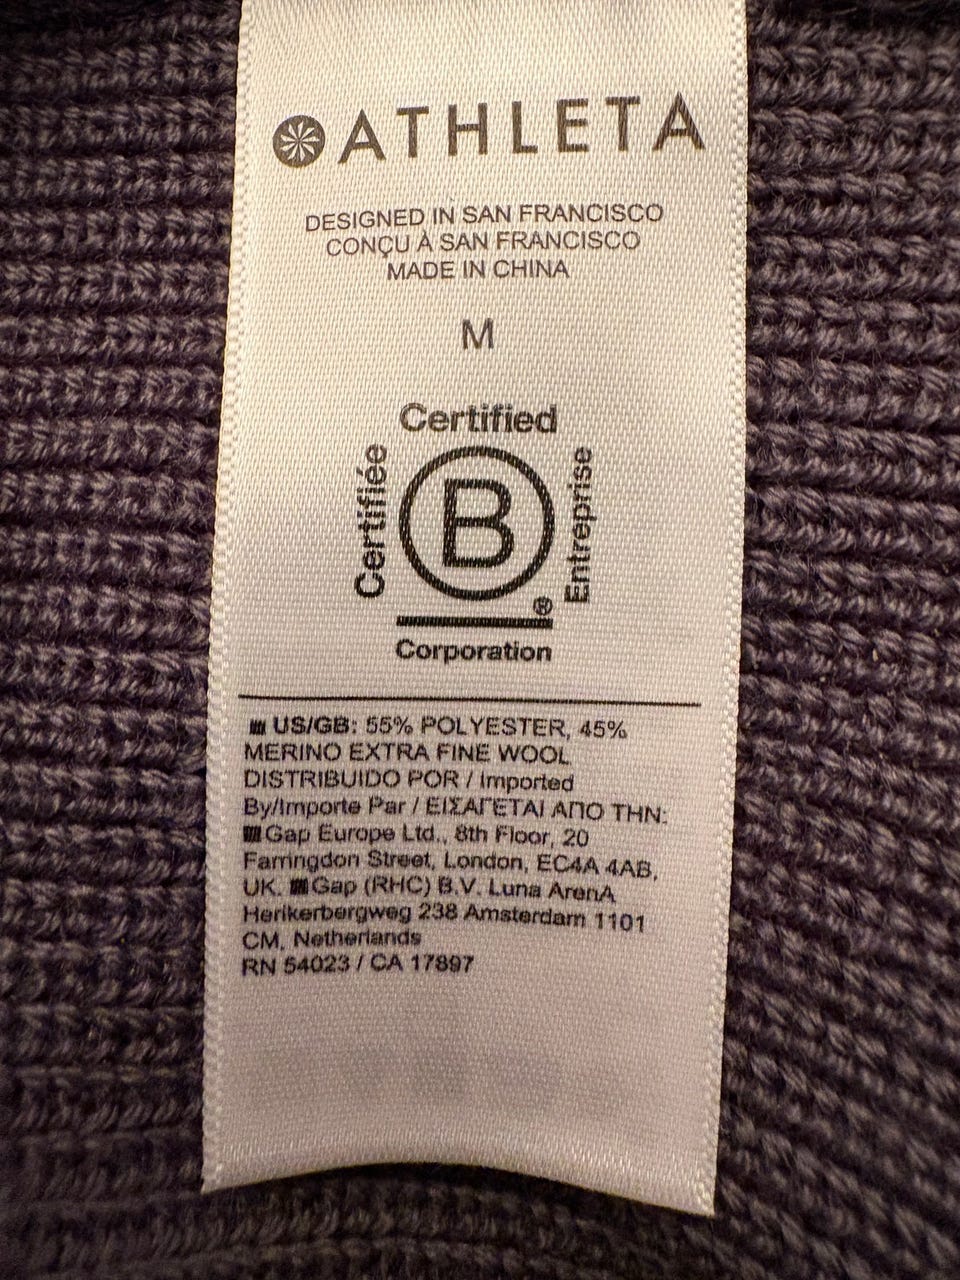 ATHLETA
DESIGNED IN SAN FRANCISCO
CONÇU À SAN FRANCISCO
MADE IN CHINA
M
Certified
Certifiée
B
Entreprise
®
Corporation
US/GB: 55% POLYESTER, 45%
MERINO EXTRA FINE WOOL
DISTRIBUIDO POR / Imported
By/Importe Par / ΕΙΣΑΓΕΤΑΙ ΑΠΟ ΤΗΝ:
Gap Europe Ltd., 8th Floor, 20
Farringdon Street, London, EC4A 4AB,
UK. Gap (RHC) B.V. Luna ArenA
Herikerbergweg 238 Amsterdam 1101
CM, Netherlands
RN 54023 / CA 17897